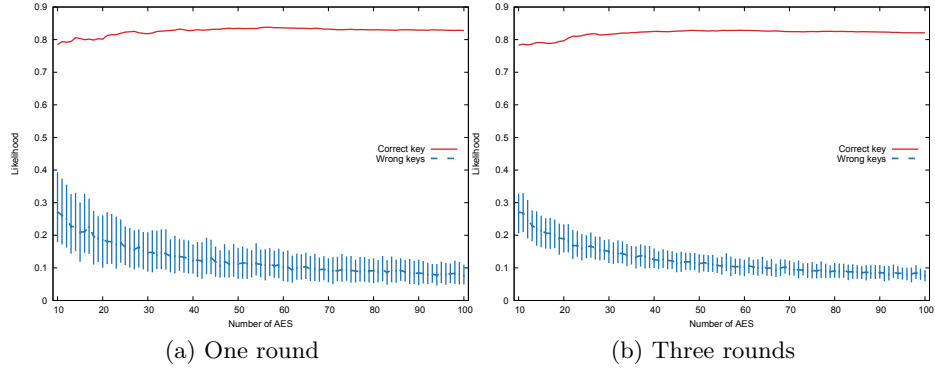 0.9
0.8
0.7
0.6
0.5
0.4
0.3
0.2
0.1
0
Likelihood
Correct key
Wrong keys
10 20 30 40 50 60 70 80 90 100
Number of AES
(a) One round
0.9
0.8
0.7
0.6
0.5
0.4
0.3
0.2
0.1
0
Likelihood
Correct key
Wrong keys
10 20 30 40 50 60 70 80 90 100
Number of AES
(b) Three rounds